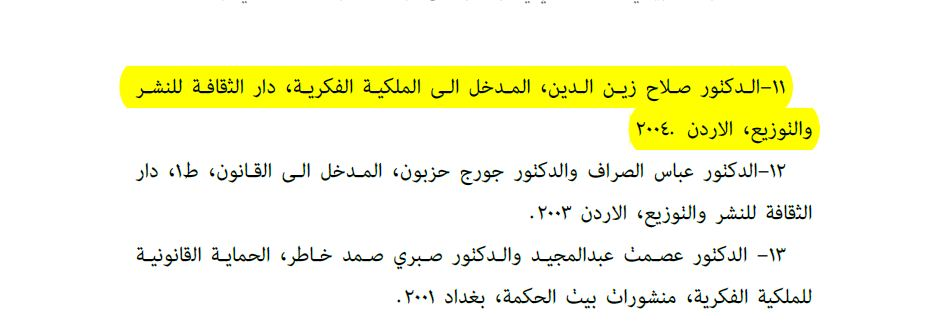 ١١-الدكتور صلاح زين الدين، المدخل الى الملكية الفكرية، دار الثقافة للنشر
والتوزيع، الاردن .٢٠٠٤
١٢-الدكتور عباس الصراف والدكتور جورج حزبون، المدخل الى القانون، ط١، دار
الثقافة للنشر والتوزيع، الاردن ٢٠٠٣.
١٣- الدكتور عصمت عبدالمجيد والدكتور صبري صمد خاطر، الحماية القانونية
للملكية الفكرية، منشورات بيت الحكمة، بغداد ٢٠٠١.